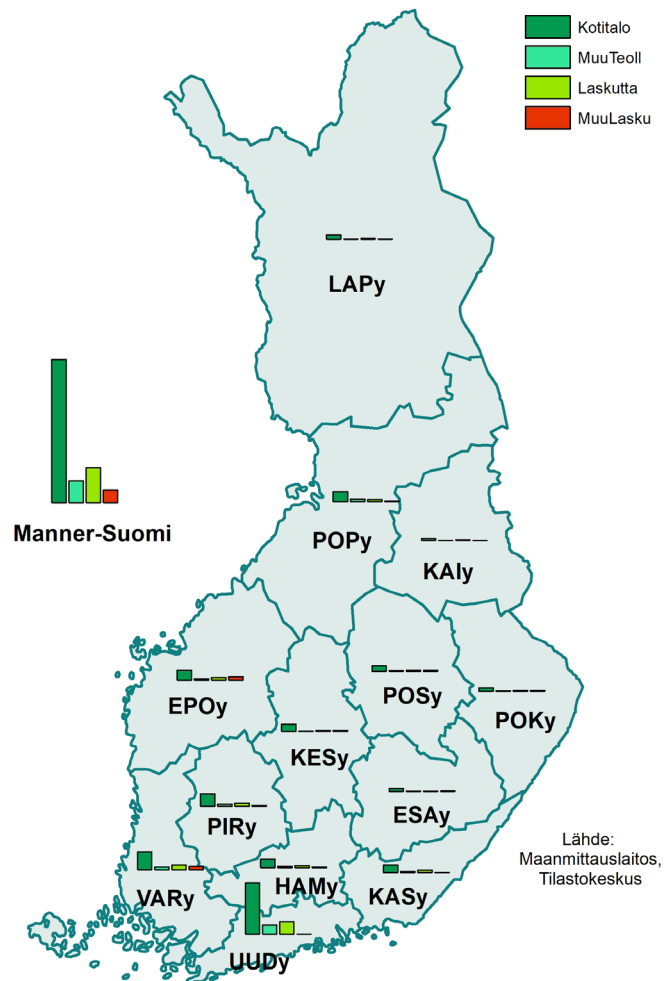 Kotitalo
MuuTeoll
Laskutta
MuuLasku
LAPy
Manner-Suomi
POPy
KAIy
EPOy
POSy
POKy
KESy
PIRy
ESAy
Lähde:
Maanmittauslaitos,
Tilastokeskus
VARy
HAMy
KASy
UUDy